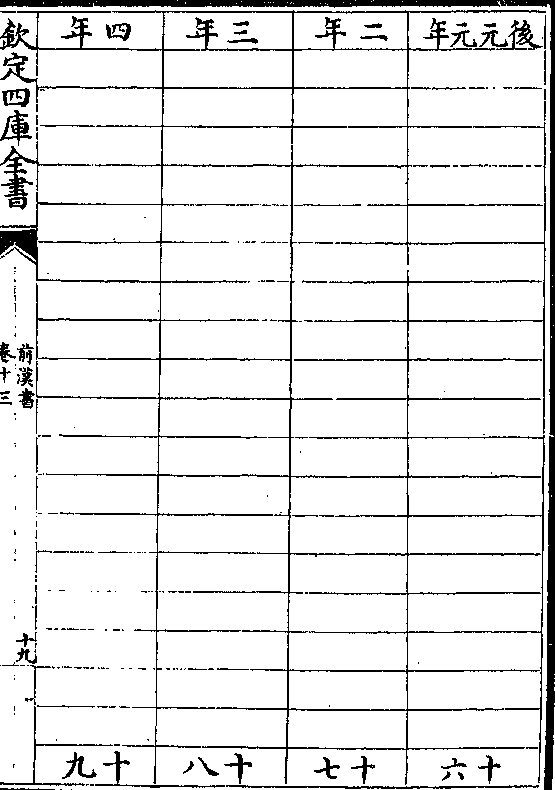 後元元年
十六
二年
十七
三年
十八
四年
十九
欽定四庫全書
前漢書
卷十三
十九